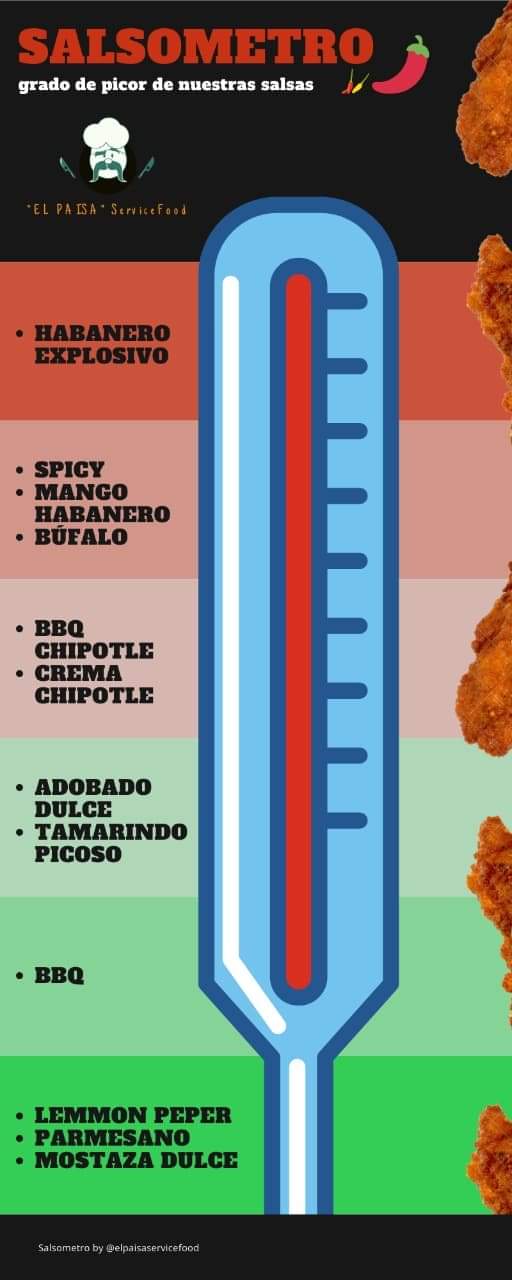 SALSOMETRO
grado de picor de nuestras salsas
"EL PAISA" ServiceFood
• HABANERO
EXPLOSIVO
• SPICY
• MANGO
HABANERO
• BÚFALO
• BBQ
CHIPOTLE
• CREMA
CHIPOTLE
• ADOBADO
DULCE
• TAMARINDO
PICOSO
• BBQ
• LEMMON PEPER
• PARMESANO
• MOSTAZA DULCE
Salsometro by @elpaisaservicefood